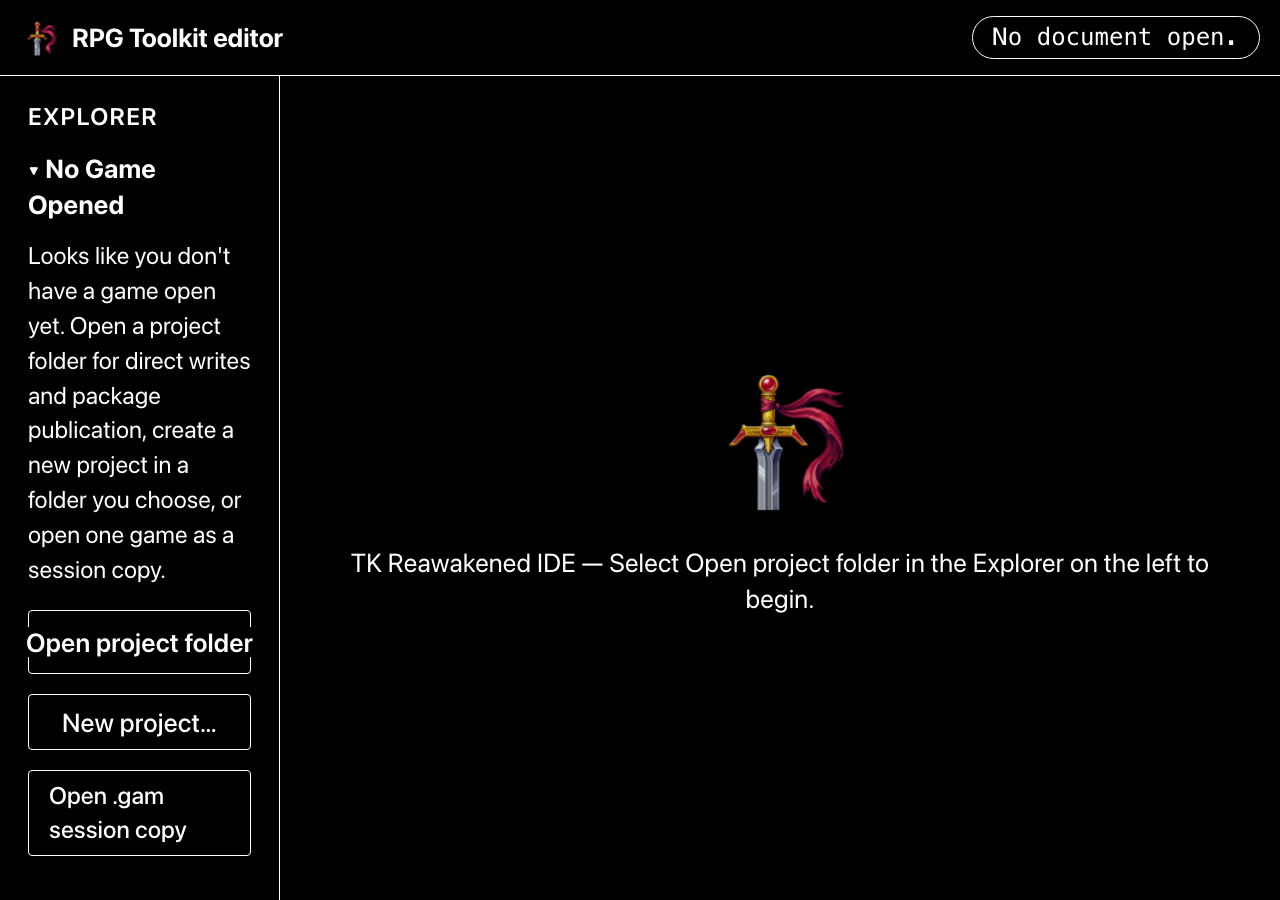 RPG Toolkit editor
No document open.
EXPLORER
▾ No Game
Opened
Looks like you don't
have a game open
yet. Open a project
folder for direct writes
and package
publication, create a
new project in a
folder you choose, or
open one game as a
session copy.
Open project folder
New project…
Open .gam
session copy
TK Reawakened IDE — Select Open project folder in the Explorer on the left to
begin.